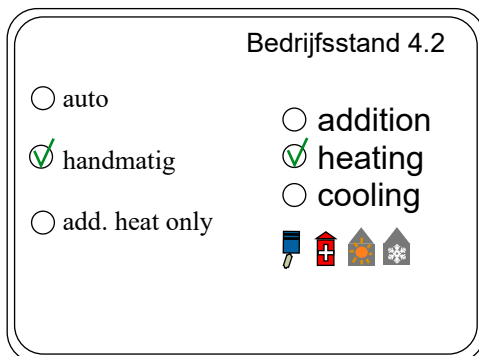 Bedrijfsstand 4.2
auto
handmatig
add. heat only
addition
heating
cooling